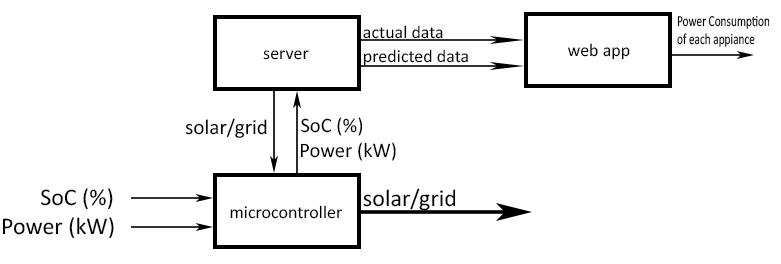 actual data
Power Consumption
of each appiance
server
predicted data
web app
solar/grid
SoC (%)
Power (kW)
SoC (%)
Power (kW)
microcontroller
solar/grid